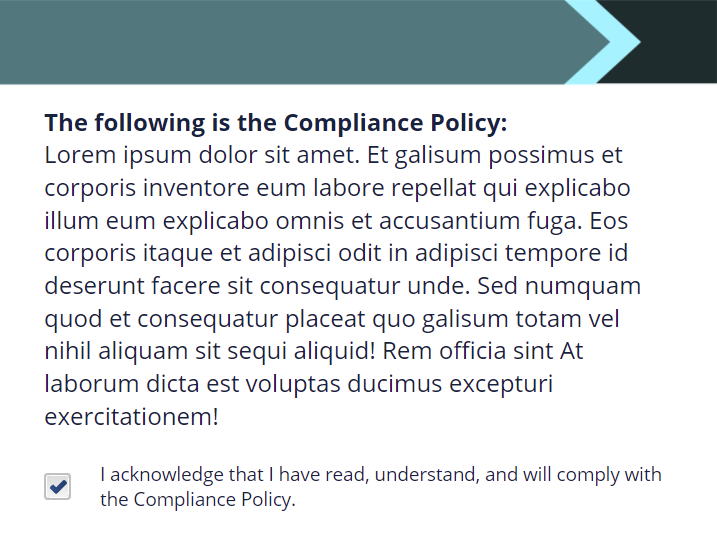 The following is the Compliance Policy:
Lorem ipsum dolor sit amet. Et galisum possimus et
corporis inventore eum labore repellat qui explicabo
illum eum explicabo omnis et accusantium fuga. Eos
corporis itaque et adipisci odit in adipisci tempore id
deserunt facere sit consequatur unde. Sed numquam
quod et consequatur placeat quo galisum totam vel
nihil aliquam sit sequi aliquid! Rem officia sint At
laborum dicta est voluptas ducimus excepturi
exercitationem!
I acknowledge that I have read, understand, and will comply with
the Compliance Policy.